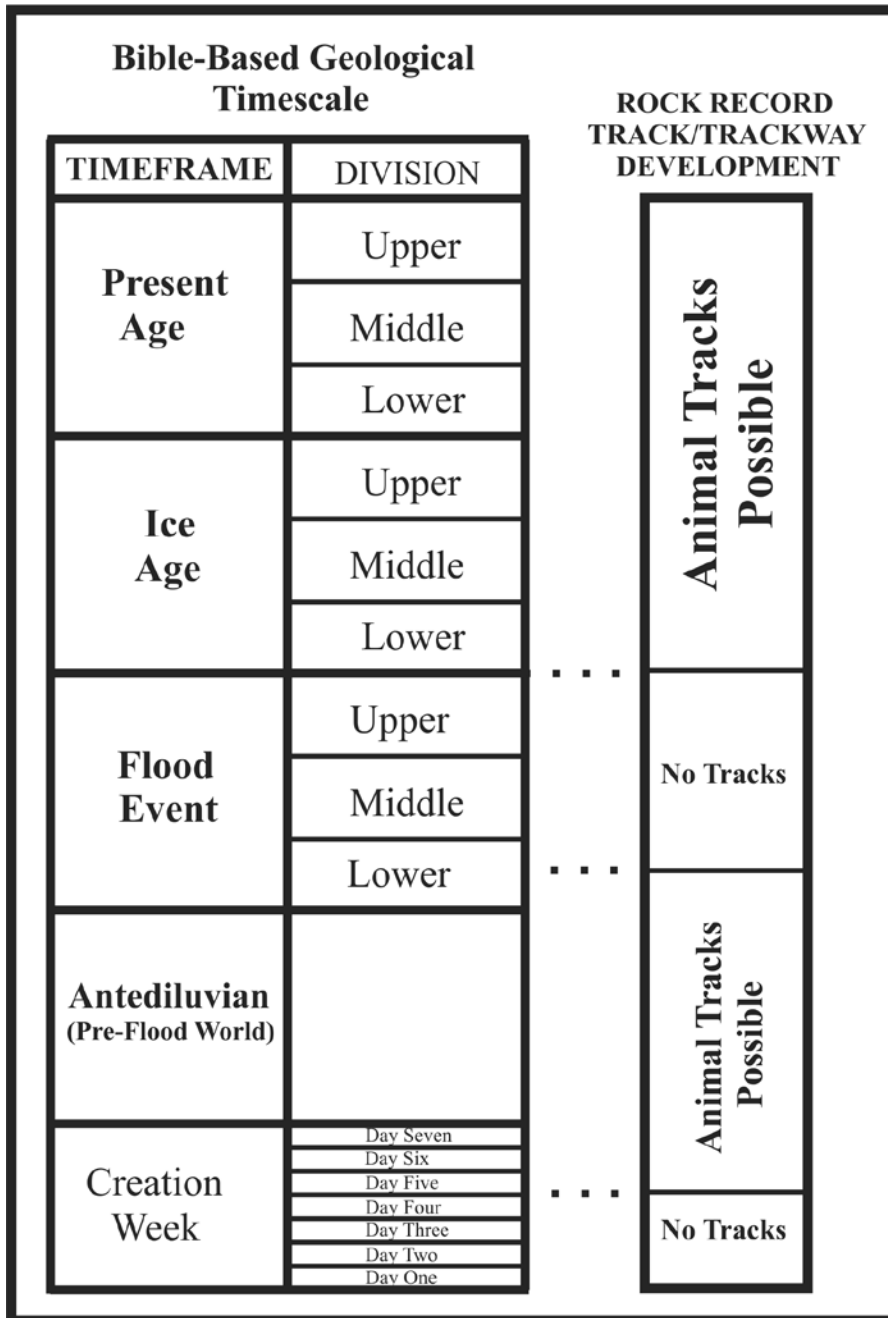 Bible-Based Geological
Timescale
TIMEFRAME
DIVISION
Present
Age
Upper
Middle
Lower
Ice
Age
Upper
Middle
Lower
Flood
Event
Upper
Middle
Lower
Antediluvian
(Pre-Flood World)
Creation
Week
Day Seven
Day Six
Day Five
Day Four
Day Three
Day Two
Day One
ROCK RECORD
TRACK/TRACKWAY
DEVELOPMENT
Animal Tracks
Possible
No Tracks
Animal Tracks
Possible
No Tracks